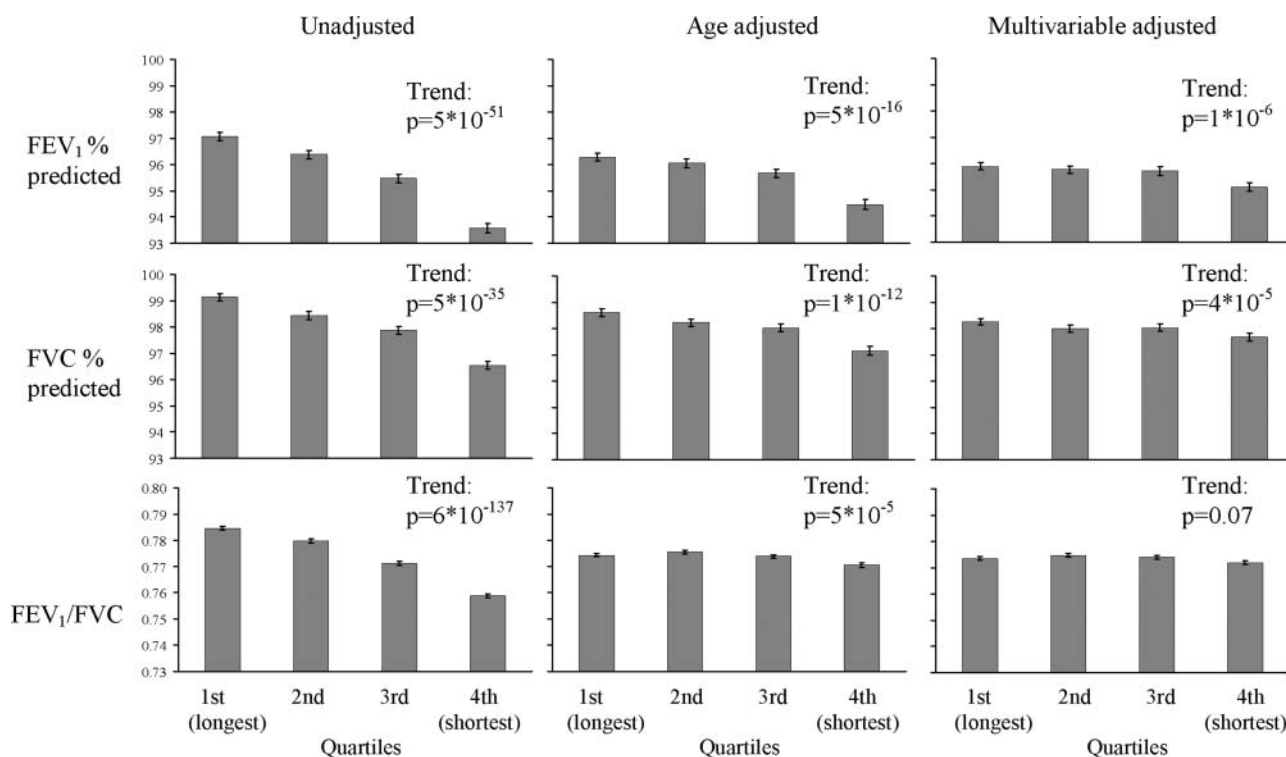 Unadjusted
Age adjusted
Multivariable adjusted
FEV₁ %
predicted
100
99
98
97
96
95
94
93
Trend:
p=5*10⁻⁵¹
Trend:
p=5*10⁻¹⁶
Trend:
p=1*10⁻⁶
FVC %
predicted
100
99
98
97
96
95
94
93
Trend:
p=5*10⁻³⁵
Trend:
p=1*10⁻¹²
Trend:
p=4*10⁻⁵
FEV₁/FVC
0.80
0.79
0.78
0.77
0.76
0.75
0.74
0.73
Trend:
p=6*10⁻¹³⁷
Trend:
p=5*10⁻⁵
Trend:
p=0.07
1st 2nd 3rd 4th
(longest) (shortest)
Quartiles
1st 2nd 3rd 4th
(longest) (shortest)
Quartiles
1st 2nd 3rd 4th
(longest) (shortest)
Quartiles